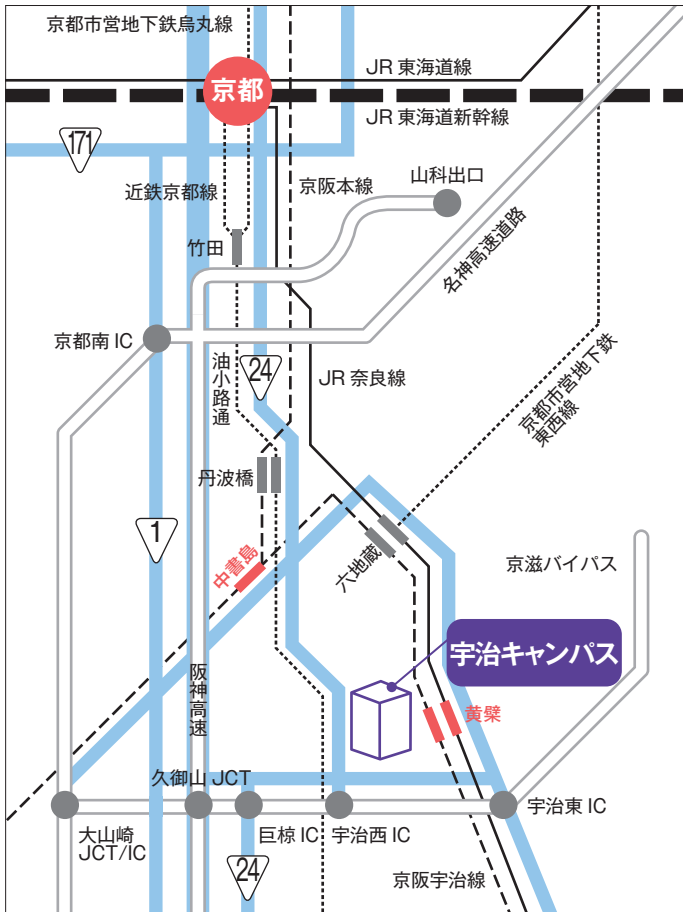 京都市営地下鉄烏丸線
JR 東海道線
京都
JR 東海道新幹線
171
近鉄京都線
京阪本線
山科出口
竹田
名神高速道路
京都南 IC
油小路通
24
JR 奈良線
京都市営地下鉄
東西線
丹波橋
1
中書島
六地蔵
京滋バイパス
宇治キャンパス
阪神高速
黄檗
久御山 JCT
大山崎
JCT/IC
巨椋 IC
宇治西 IC
宇治東 IC
24
京阪宇治線